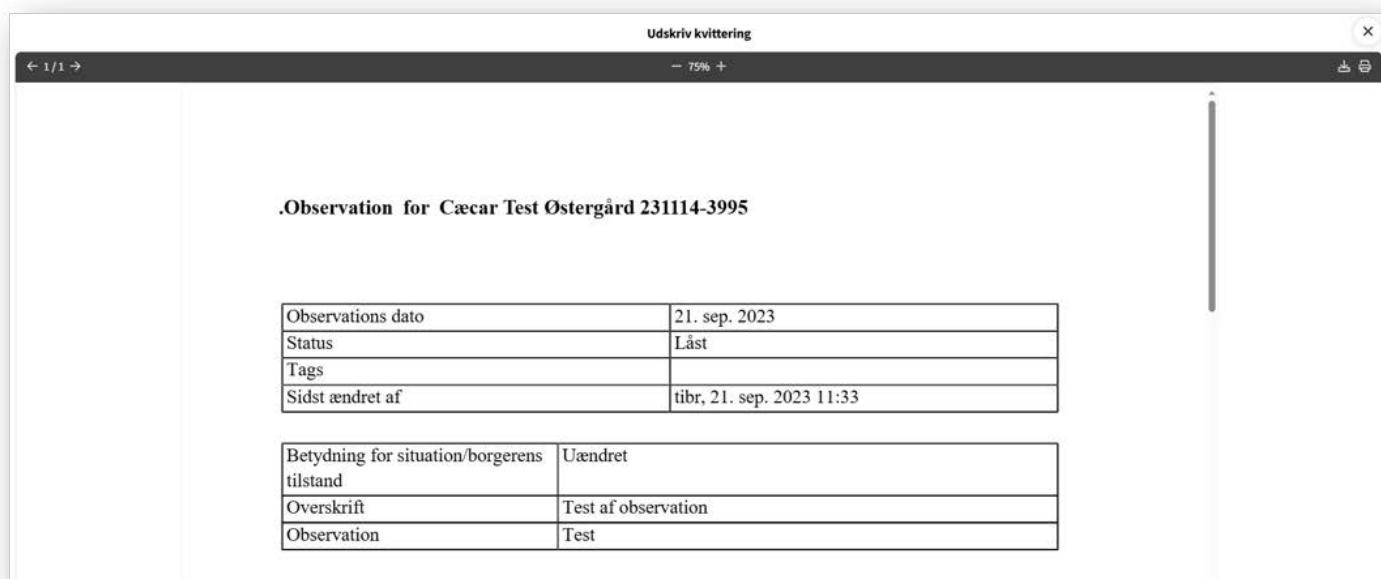 Udskriv kvittering
← 1/1 →
− 75% +
.Observation for Cæcar Test Østergård 231114-3995
Observations dato 21. sep. 2023
Status Låst
Tags
Sidst ændret af tibr, 21. sep. 2023 11:33
Betydning for situation/borgerens Uændret
tilstand
Overskrift Test af observation
Observation Test